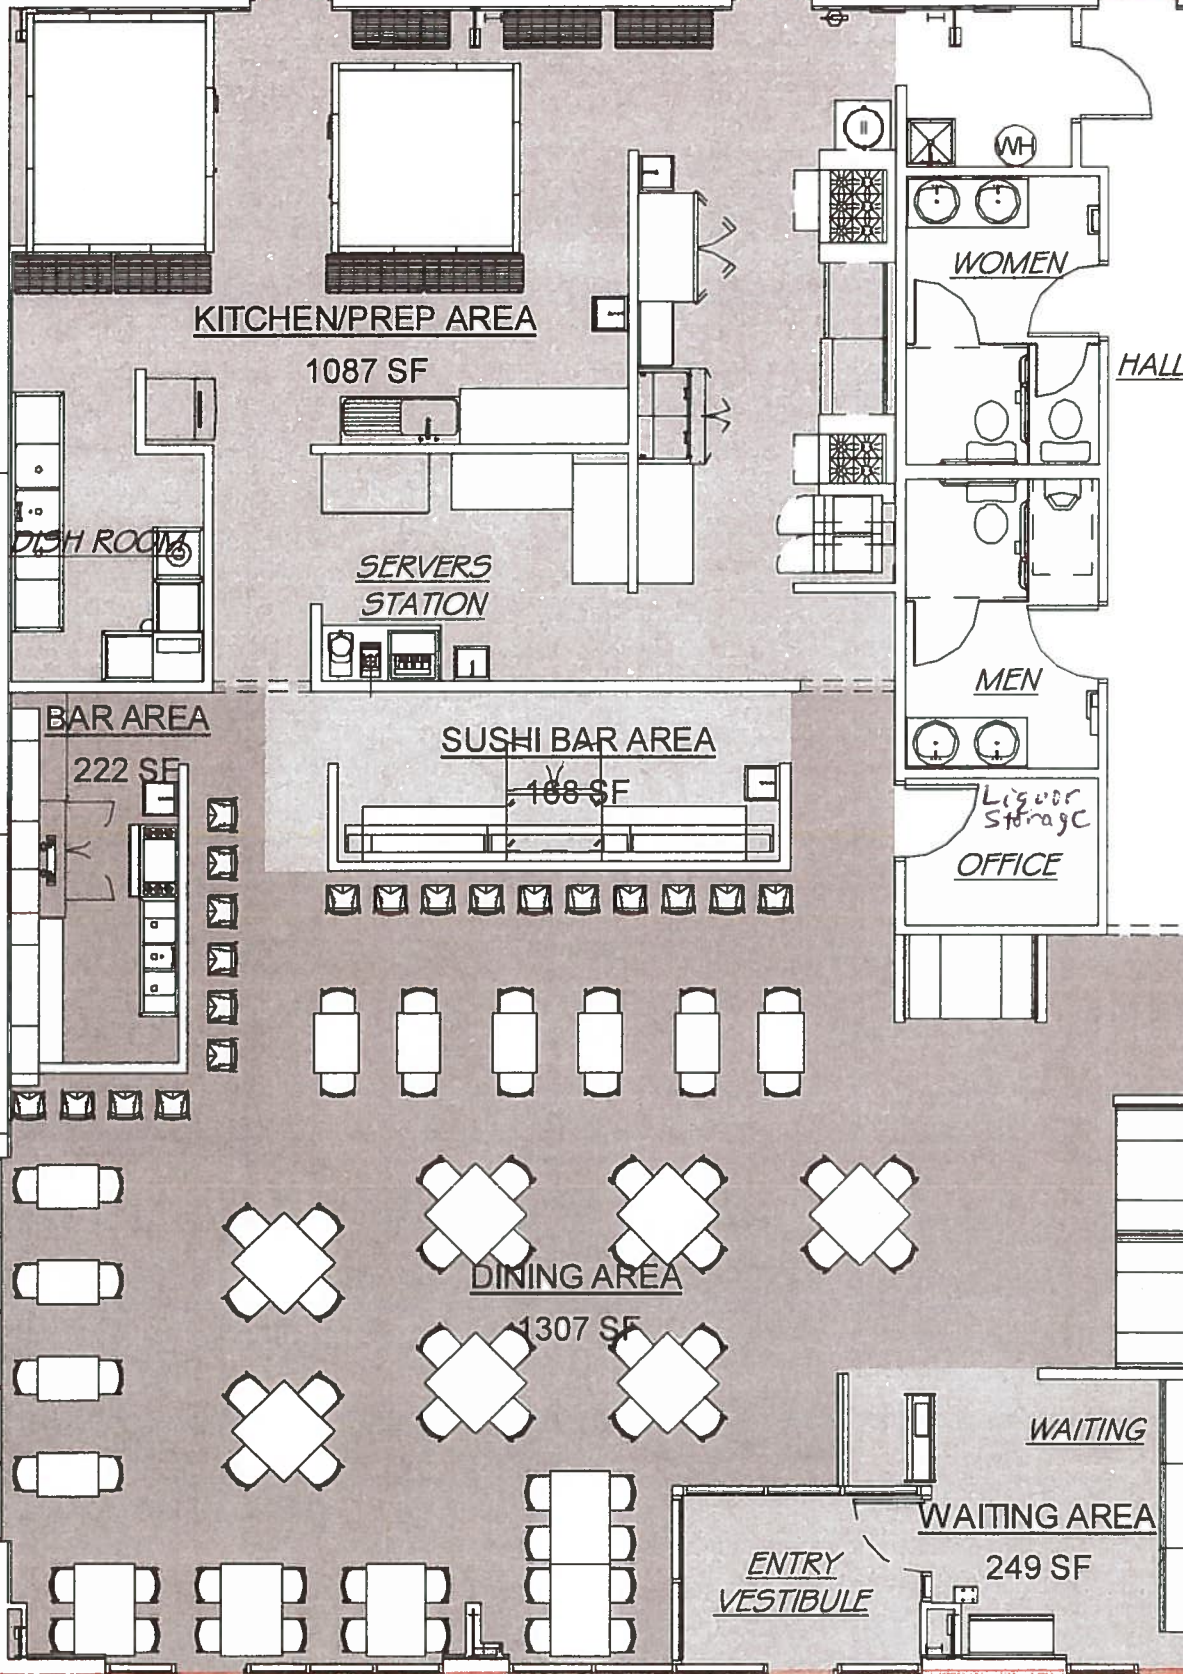 WH
WOMEN
KITCHEN/PREP AREA
1087 SF
HALL
DISH ROOM
SERVERS
STATION
MEN
BAR AREA
222 SF
SUSHI BAR AREA
168 SF
Liquor
Storage
OFFICE
DINING AREA
1307 SF
WAITING
WAITING AREA
249 SF
ENTRY
VESTIBULE